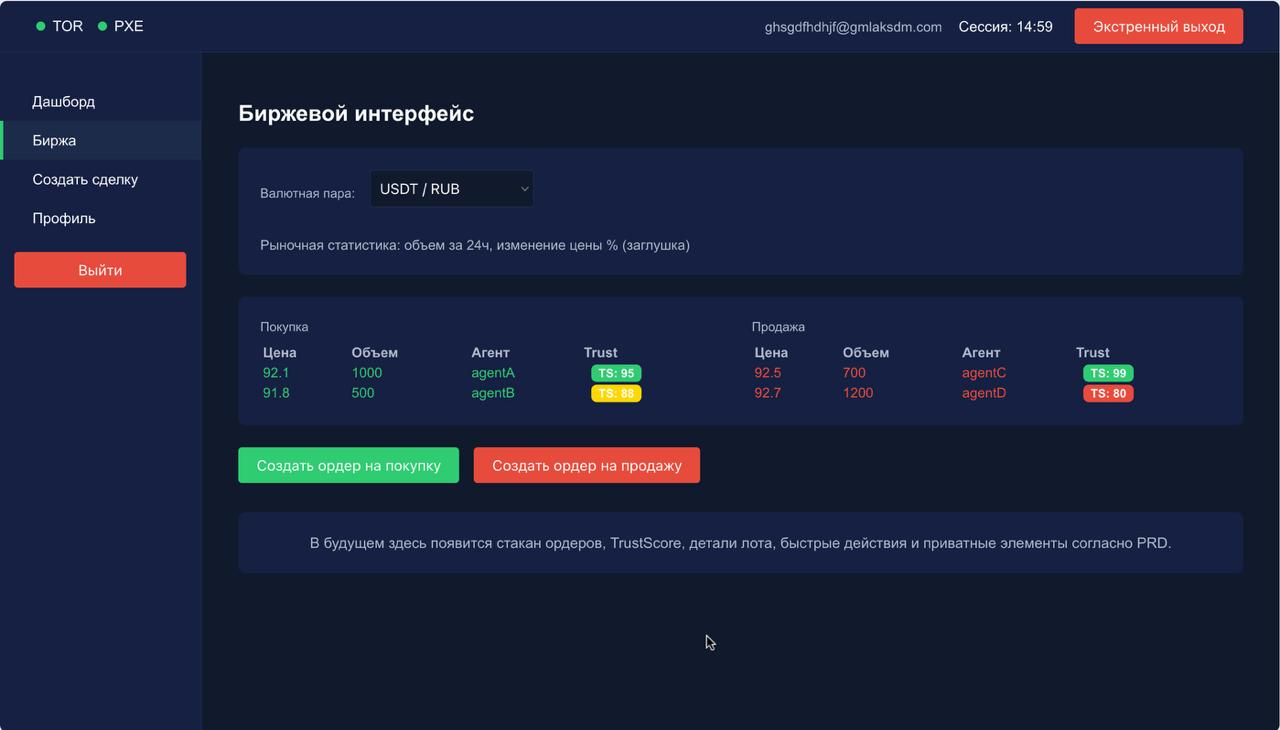 TOR PXE ghsgdfhdhjf@gmlaksdm.com Сессия: 14:59 Экстренный выход
Дашборд
Биржа
Создать сделку
Профиль
Выйти
Биржевой интерфейс
Валютная пара: USDT / RUB
Рыночная статистика: объем за 24ч, изменение цены % (заглушка)
Покупка
Цена Объем Агент Trust
92.1 1000 agentA TS: 95
91.8 500 agentB TS: 88
Продажа
Цена Объем Агент Trust
92.5 700 agentC TS: 99
92.7 1200 agentD TS: 80
Создать ордер на покупку Создать ордер на продажу
В будущем здесь появится стакан ордеров, TrustScore, детали лота, быстрые действия и приватные элементы согласно PRD.